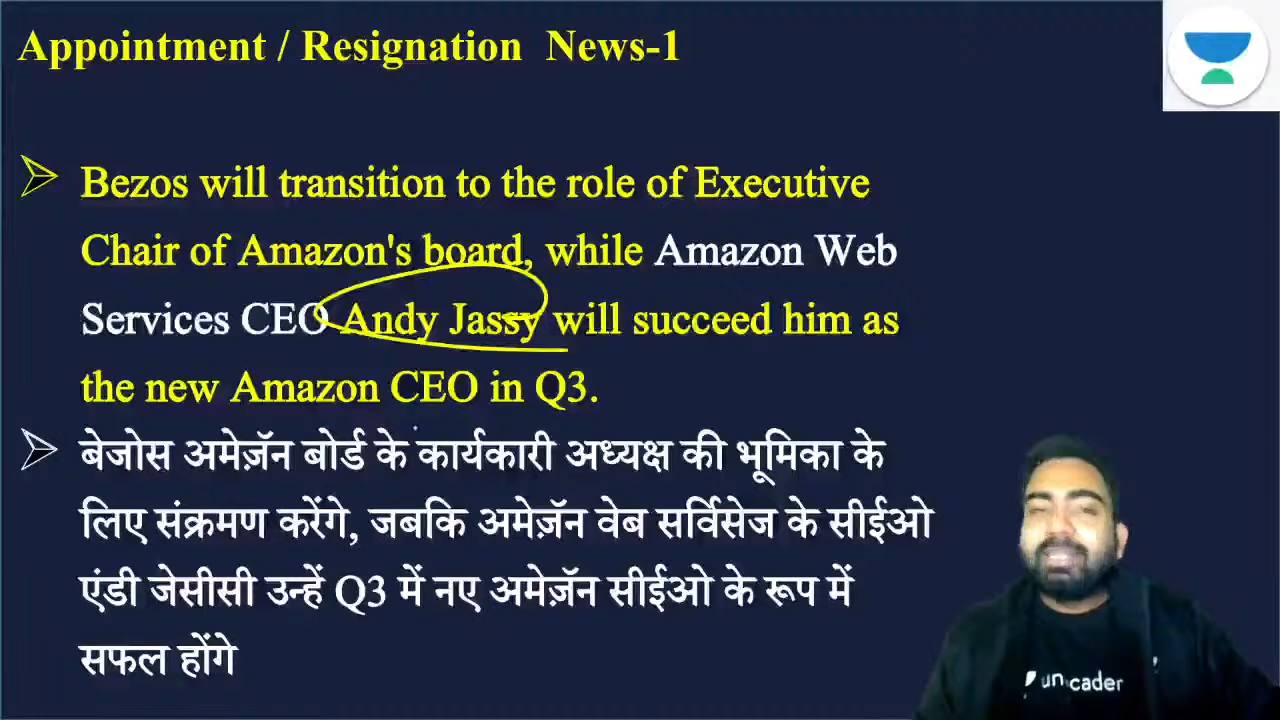 Appointment / Resignation News-1
Bezos will transition to the role of Executive
Chair of Amazon's board, while Amazon Web
Services CEO Andy Jassy will succeed him as
the new Amazon CEO in Q3.
बेजोस अमेज़ॅन बोर्ड के कार्यकारी अध्यक्ष की भूमिका के
लिए संक्रमण करेंगे, जबकि अमेज़ॅन वेब सर्विसेज के सीईओ
एंडी जेसीसी उन्हें Q3 में नए अमेज़ॅन सीईओ के रूप में
सफल होंगे